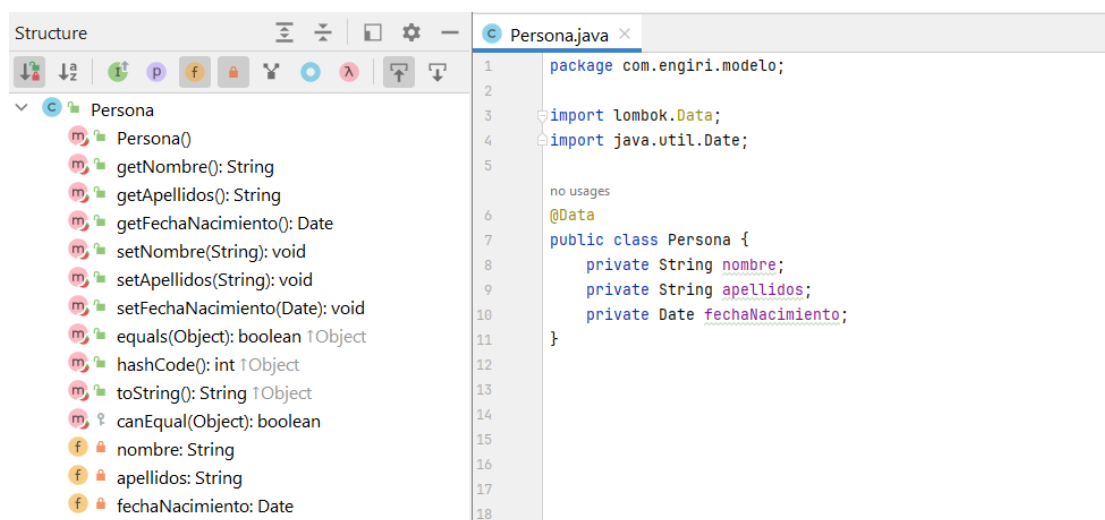 Structure
Persona
Persona()
getNombre(): String
getApellidos(): String
getFechaNacimiento(): Date
setNombre(String): void
setApellidos(String): void
setFechaNacimiento(Date): void
equals(Object): boolean ↑Object
hashCode(): int ↑Object
toString(): String ↑Object
canEqual(Object): boolean
nombre: String
apellidos: String
fechaNacimiento: Date
Persona.java
1 package com.engiri.modelo;
2
3 import lombok.Data;
4 import java.util.Date;
5
no usages
6 @Data
7 public class Persona {
8 private String nombre;
9 private String apellidos;
10 private Date fechaNacimiento;
11 }
12
13
14
15
16
17
18